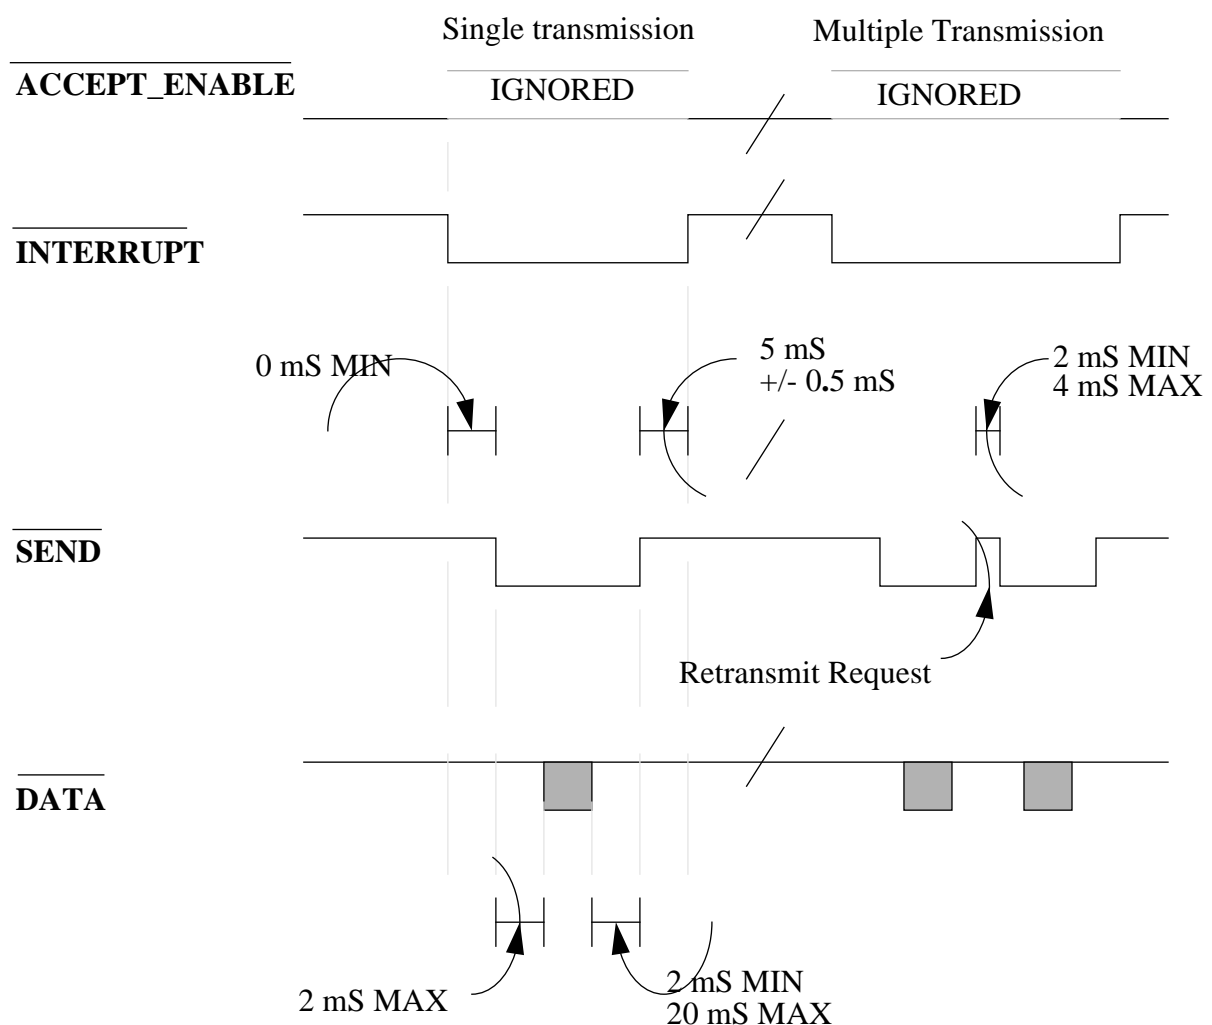 Single transmission
Multiple Transmission
ACCEPT_ENABLE
IGNORED
IGNORED
INTERRUPT
0 mS MIN
5 mS
+/- 0.5 mS
2 mS MIN
4 mS MAX
SEND
Retransmit Request
DATA
2 mS MAX
2 mS MIN
20 mS MAX